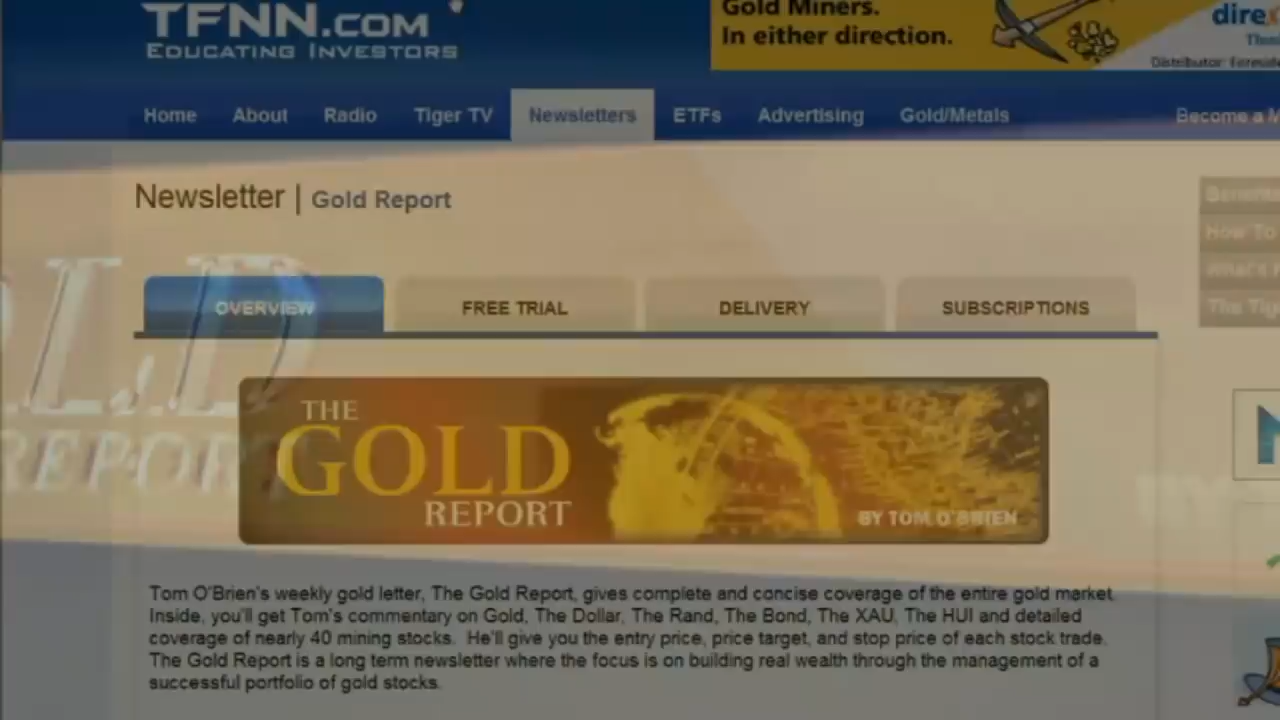 TFNN.COM
EDUCATING INVESTORS
Gold Miners.
In either direction.
Home About Radio Tiger TV Newsletters ETFs Advertising Gold/Metals Become a
Newsletter | Gold Report
How To
OVERVIEW FREE TRIAL DELIVERY SUBSCRIPTIONS
THE
GOLD
REPORT
BY TOM O'BRIEN
REPORT
Tom O'Brien's weekly gold letter, The Gold Report, gives complete and concise coverage of the entire gold market
Inside, you'll get Tom's commentary on Gold, The Dollar, The Rand, The Bond, The XAU, The HUI and detailed
coverage of nearly 40 mining stocks. He'll give you the entry price, price target, and stop price of each stock trade.
The Gold Report is a long term newsletter where the focus is on building real wealth through the management of a
successful portfolio of gold stocks.